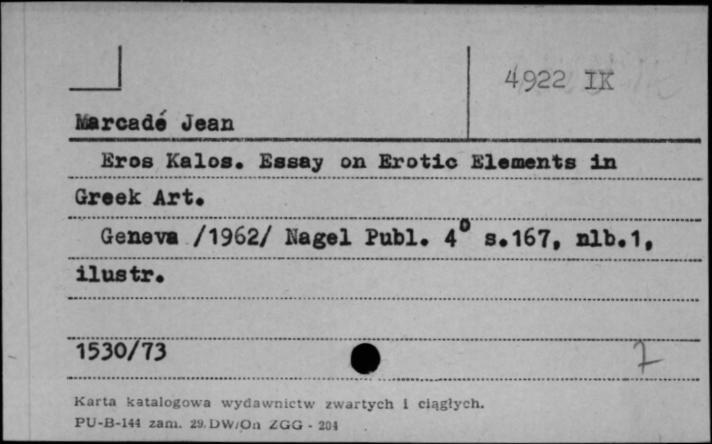 4922 IK
Marcadé Jean
Eros Kalos. Essay on Erotic Elements in
Greek Art.
Geneva /1962/ Nagel Publ. 4° s.167, nlb.1,
ilustr.
1530/73
7
Karta katalogowa wydawnictw zwartych i ciągłych.
PU-B-144 zam. 29. DW/On ZGG - 204